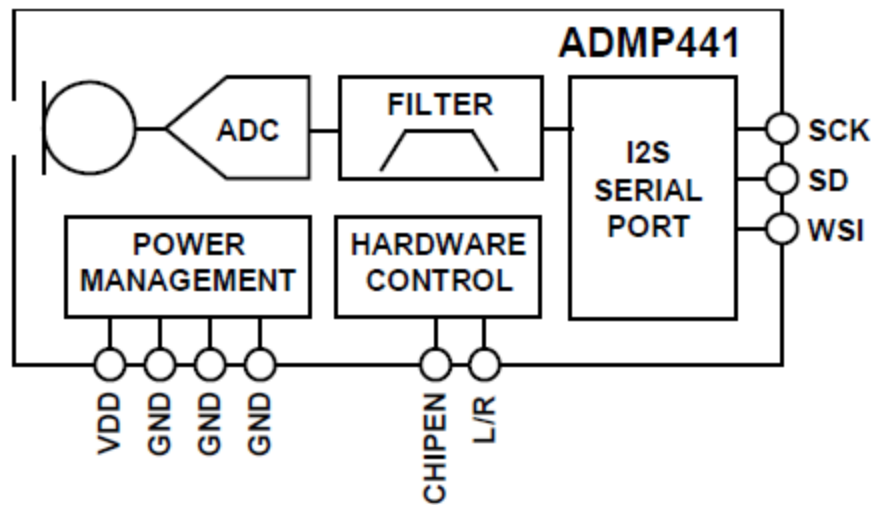 ADMP441
ADC
FILTER
I2S
SERIAL
PORT
SCK
SD
WSI
POWER
MANAGEMENT
HARDWARE
CONTROL
VDD
GND
GND
GND
CHIPEN
L/R